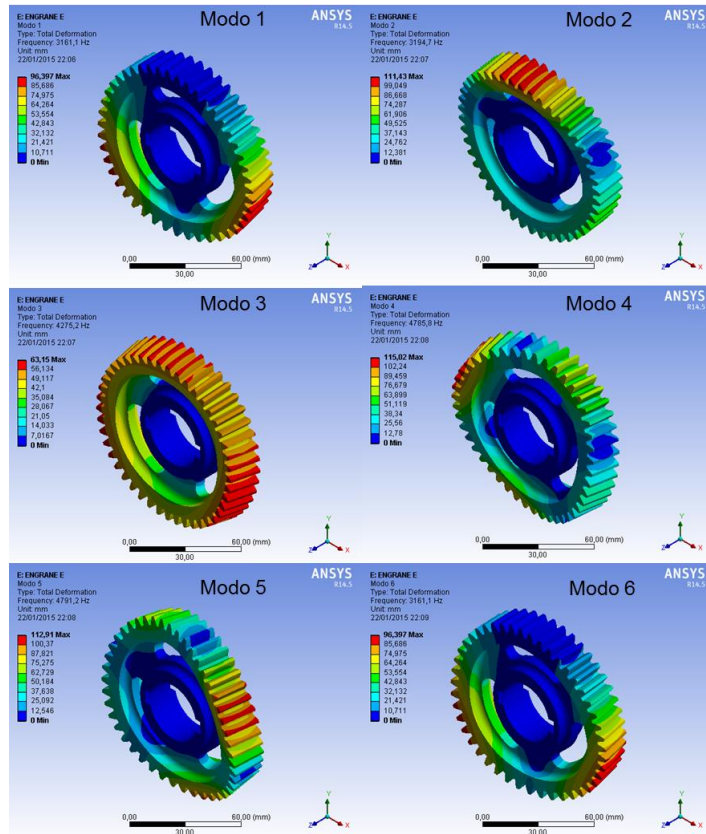 E: ENGRANE E
Modo 1
Type: Total Deformation
Frequency: 3161,1 Hz
Unit: mm
22/01/2015 22:06
Modo 1
ANSYS
R14.5
96,397 Max
85,686
74,975
64,264
53,554
42,843
32,132
21,421
10,711
0 Min
0,00
60,00 (mm)
30,00
Y
Z
X
E: ENGRANE E
Modo 2
Type: Total Deformation
Frequency: 3194,7 Hz
Unit: mm
22/01/2015 22:07
Modo 2
ANSYS
R14.5
111,43 Max
99,049
86,668
74,287
61,906
49,525
37,143
24,762
12,381
0 Min
0,00
60,00 (mm)
30,00
Y
Z
X
E: ENGRANE E
Modo 3
Type: Total Deformation
Frequency: 4275,2 Hz
Unit: mm
22/01/2015 22:07
Modo 3
ANSYS
R14.5
63,15 Max
56,134
49,117
42,1
35,084
28,067
21,05
14,033
7,0167
0 Min
0,00
60,00 (mm)
30,00
Y
Z
X
E: ENGRANE E
Modo 4
Type: Total Deformation
Frequency: 4785,8 Hz
Unit: mm
22/01/2015 22:08
Modo 4
ANSYS
R14.5
115,02 Max
102,24
89,459
76,679
63,899
51,119
38,34
25,56
12,78
0 Min
0,00
60,00 (mm)
30,00
Y
Z
X
E: ENGRANE E
Modo 5
Type: Total Deformation
Frequency: 4791,2 Hz
Unit: mm
22/01/2015 22:08
Modo 5
ANSYS
R14.5
112,91 Max
100,37
87,821
75,275
62,729
50,184
37,638
25,092
12,546
0 Min
0,00
60,00 (mm)
30,00
Y
Z
X
E: ENGRANE E
Modo 6
Type: Total Deformation
Frequency: 3161,1 Hz
Unit: mm
22/01/2015 22:09
Modo 6
ANSYS
R14.5
96,397 Max
85,686
74,975
64,264
53,554
42,843
32,132
21,421
10,711
0 Min
0,00
60,00 (mm)
30,00
Y
Z
X